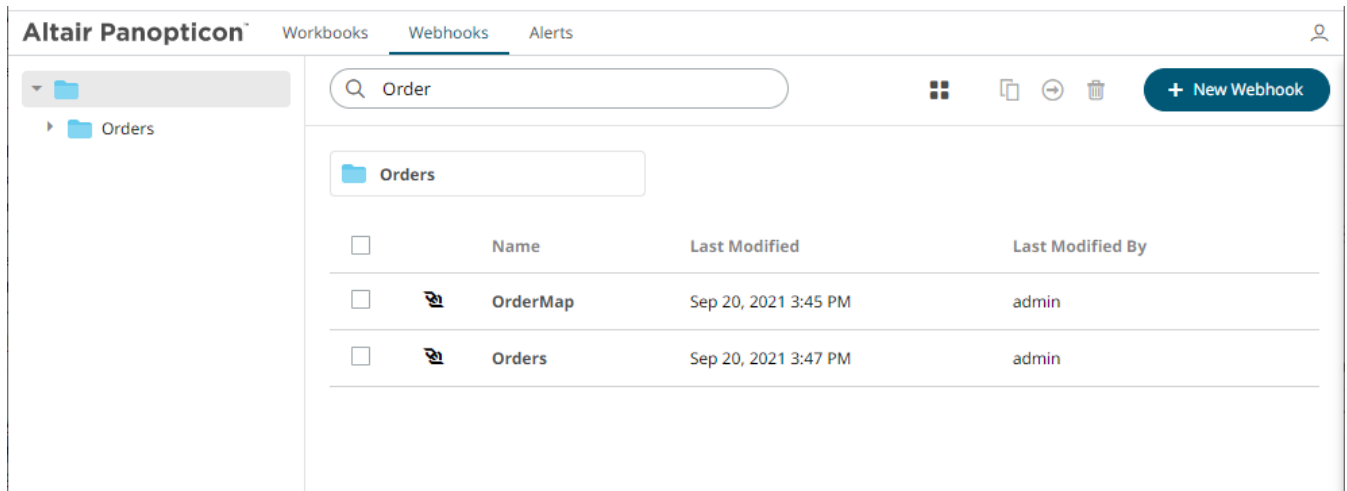 Altair Panopticon™ Workbooks Webhooks Alerts
Order
+ New Webhook
Orders
Orders
Name Last Modified Last Modified By
OrderMap Sep 20, 2021 3:45 PM admin
Orders Sep 20, 2021 3:47 PM admin